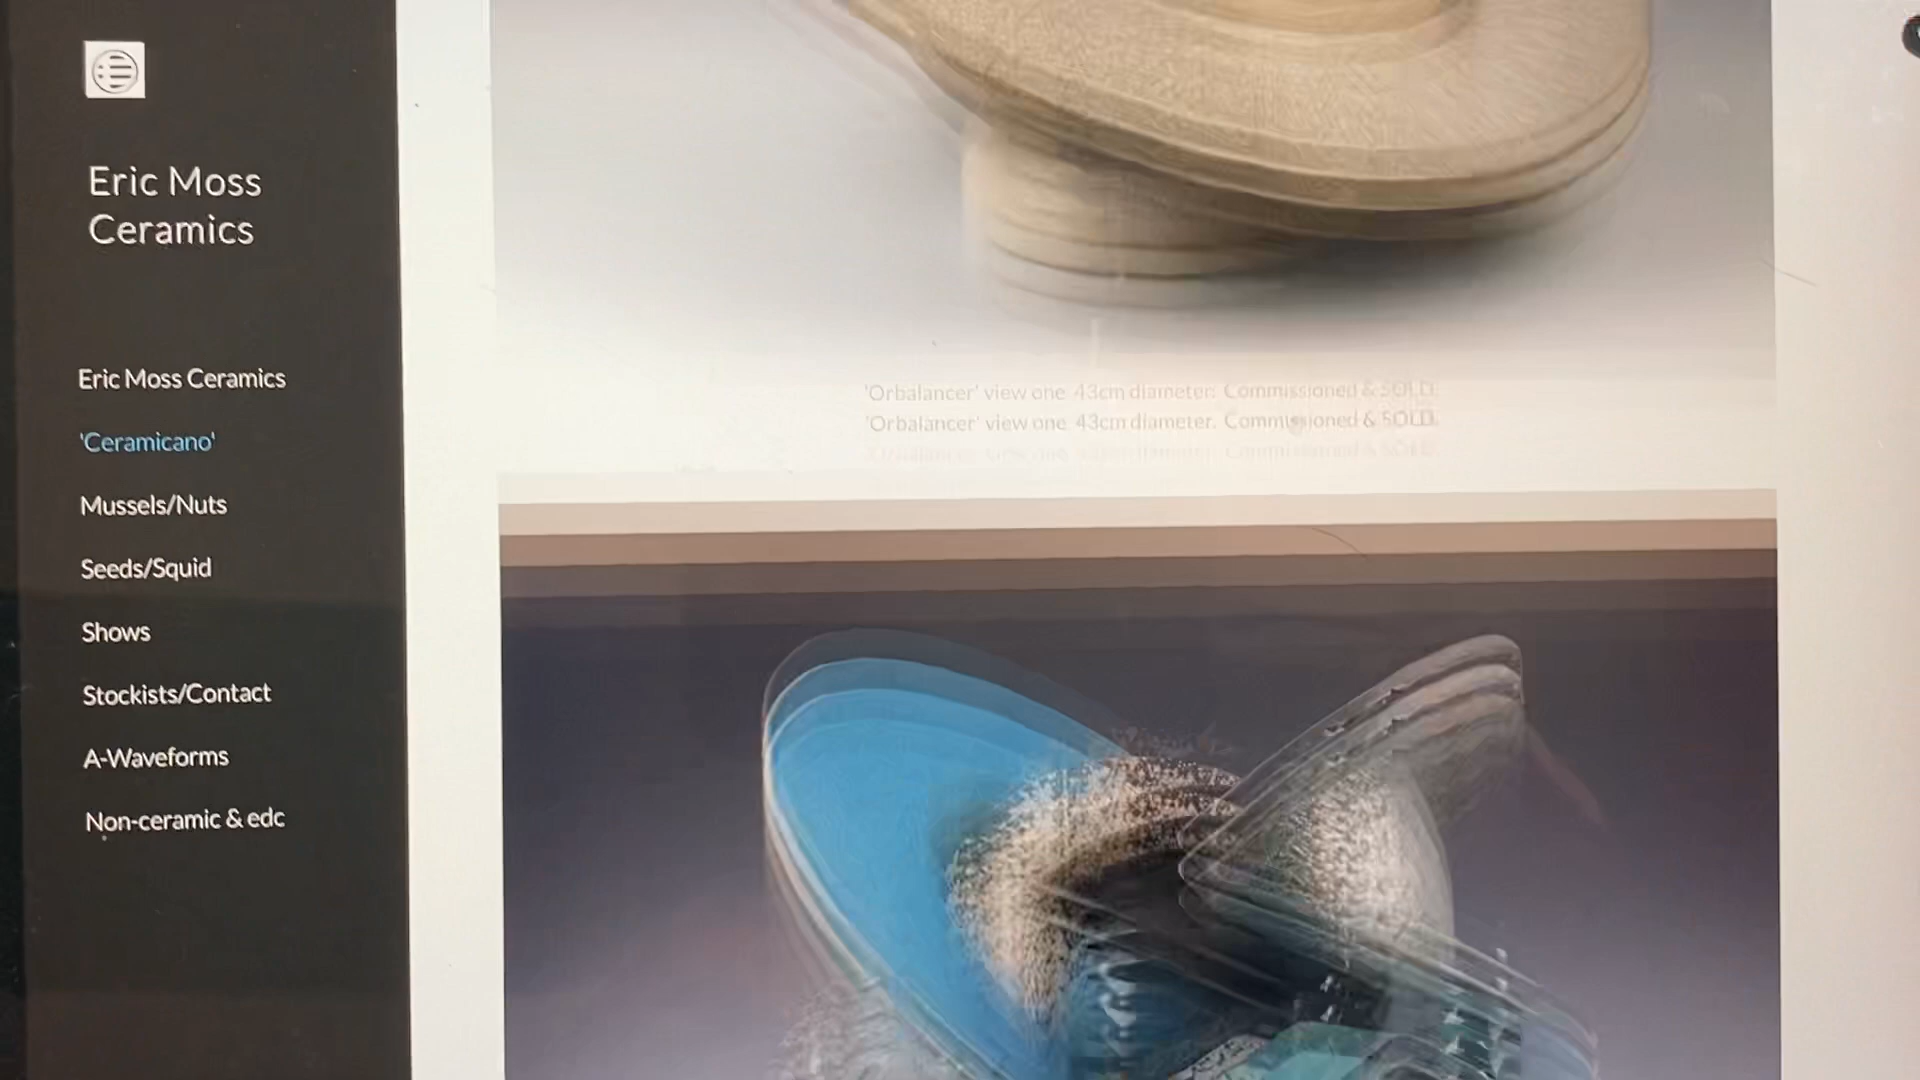 Eric Moss
Ceramics
Eric Moss Ceramics
'Ceramicano'
Mussels/Nuts
Seeds/Squid
Shows
Stockists/Contact
A-Waveforms
Non-ceramic & edc
'Orbalancer' view one 43cm diameter. Commissioned & SOLD.
'Orbalancer' view one 43cm diameter. Commissioned & SOLD.